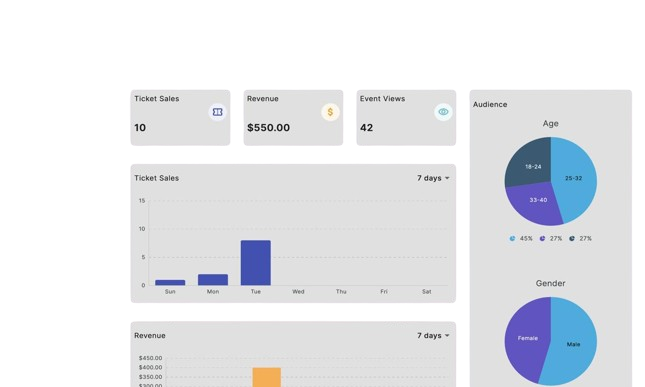 Ticket Sales
10
Revenue
$
$550.00
Event Views
42
Ticket Sales
7 days
15
10
5
0
Sun Mon Tue Wed Thu Fri Sat
Revenue
7 days
$450.00
$400.00
$350.00
$300.00
Audience
Age
18-24
25-32
33-40
45% 27% 27%
Gender
Female
Male